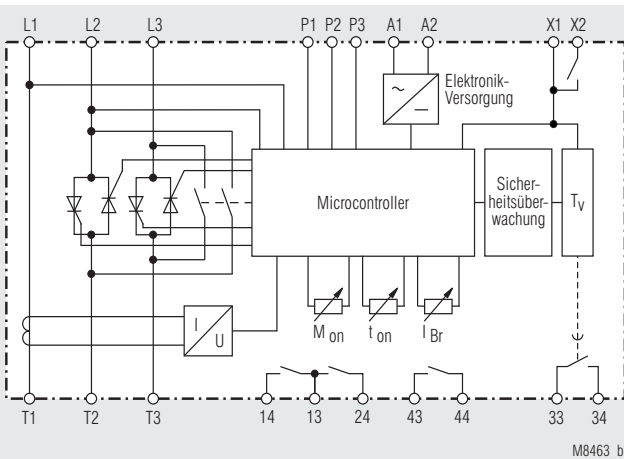 L1 L2 L3 P1 P2 P3 A1 A2 X1 X2
Elektronik-
Versorgung
Microcontroller
Sicher-
heitsüber-
wachung
Tv
I
U
M on
t on
I Br
T1 T2 T3 14 13 24 43 44 33 34
M8463_b